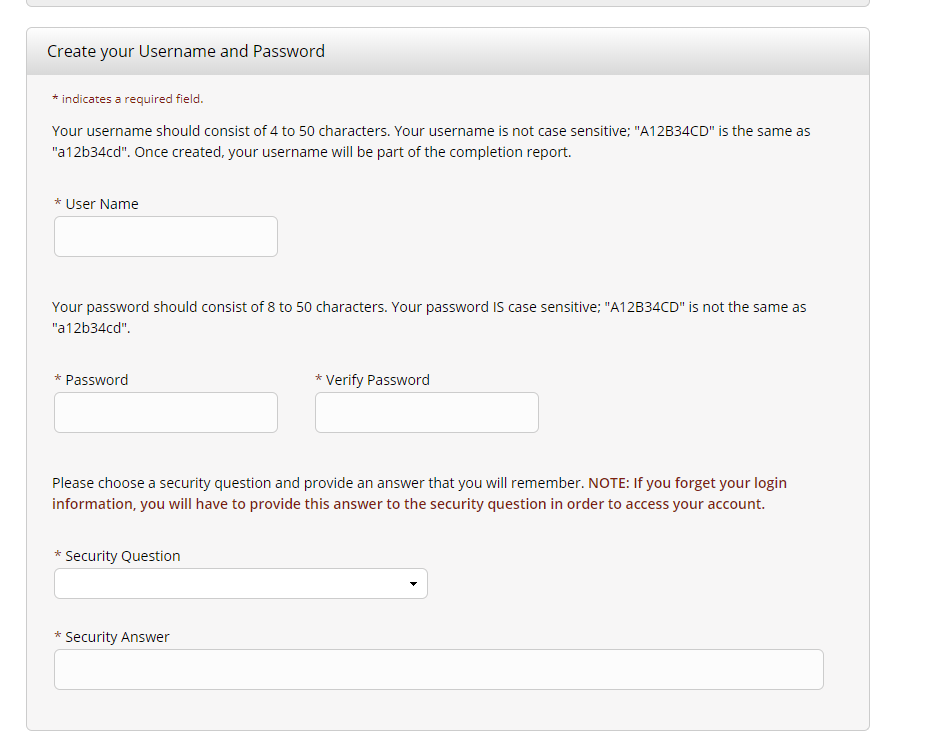 Create your Username and Password
* indicates a required field.
Your username should consist of 4 to 50 characters. Your username is not case sensitive; "A12B34CD" is the same as
"a12b34cd". Once created, your username will be part of the completion report.
* User Name
Your password should consist of 8 to 50 characters. Your password IS case sensitive; "A12B34CD" is not the same as
"a12b34cd".
* Password * Verify Password
Please choose a security question and provide an answer that you will remember. NOTE: If you forget your login
information, you will have to provide this answer to the security question in order to access your account.
* Security Question
* Security Answer